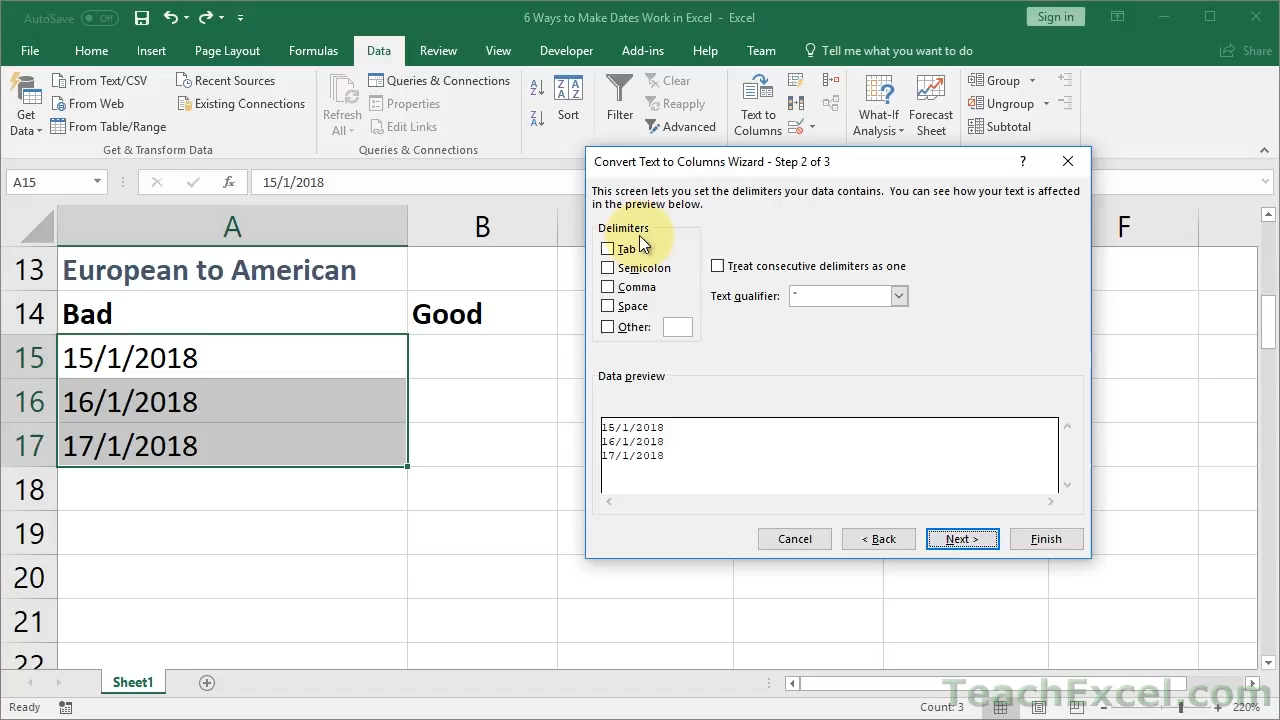 AutoSave Off
6 Ways to Make Dates Work in Excel - Excel
Sign in
File Home Insert Page Layout Formulas Data Review View Developer Add-ins Help Team Tell me what you want to do Share
Get Data
From Text/CSV
From Web
From Table/Range
Recent Sources
Existing Connections
Get & Transform Data
Refresh All
Queries & Connections
Properties
Edit Links
Queries & Connections
Sort
Filter
Clear
Reapply
Advanced
Text to Columns
What-If Analysis
Forecast Sheet
Group
Ungroup
Subtotal
A15
fx
15/1/2018
A B F
13 European to American
14 Bad Good
15 15/1/2018
16 16/1/2018
17 17/1/2018
18
19
20
21
22
Convert Text to Columns Wizard - Step 2 of 3
?
This screen lets you set the delimiters your data contains. You can see how your text is affected
in the preview below.
Delimiters
Tab
Semicolon
Comma
Space
Other:
Treat consecutive delimiters as one
Text qualifier: "
Data preview
15/1/2018
16/1/2018
17/1/2018
Cancel < Back Next > Finish
Sheet1
Ready
Count: 3
220%
TeachExcel.com